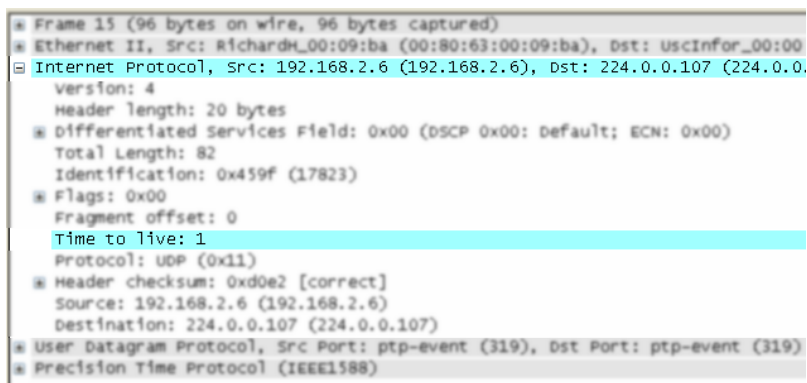 Frame 15 (96 bytes on wire, 96 bytes captured)
Ethernet II, Src: RichardH_00:09:ba (00:80:63:00:09:ba), Dst: UscInfor_00:00
Internet Protocol, Src: 192.168.2.6 (192.168.2.6), Dst: 224.0.0.107 (224.0.0.
Version: 4
Header length: 20 bytes
Differentiated Services Field: 0x00 (DSCP 0x00: Default; ECN: 0x00)
Total Length: 82
Identification: 0x459f (17823)
Flags: 0x00
Fragment offset: 0
Time to live: 1
Protocol: UDP (0x11)
Header checksum: 0xd0e2 [correct]
Source: 192.168.2.6 (192.168.2.6)
Destination: 224.0.0.107 (224.0.0.107)
User Datagram Protocol, Src Port: ptp-event (319), Dst Port: ptp-event (319)
Precision Time Protocol (IEEE1588)